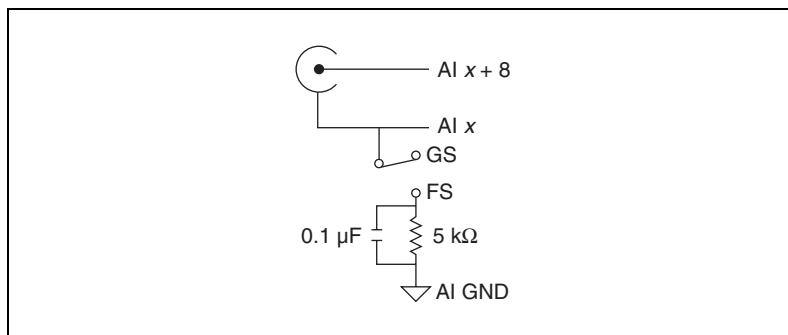 AI x + 8
AI x
GS
FS
0.1 µF
5 kΩ
AI GND